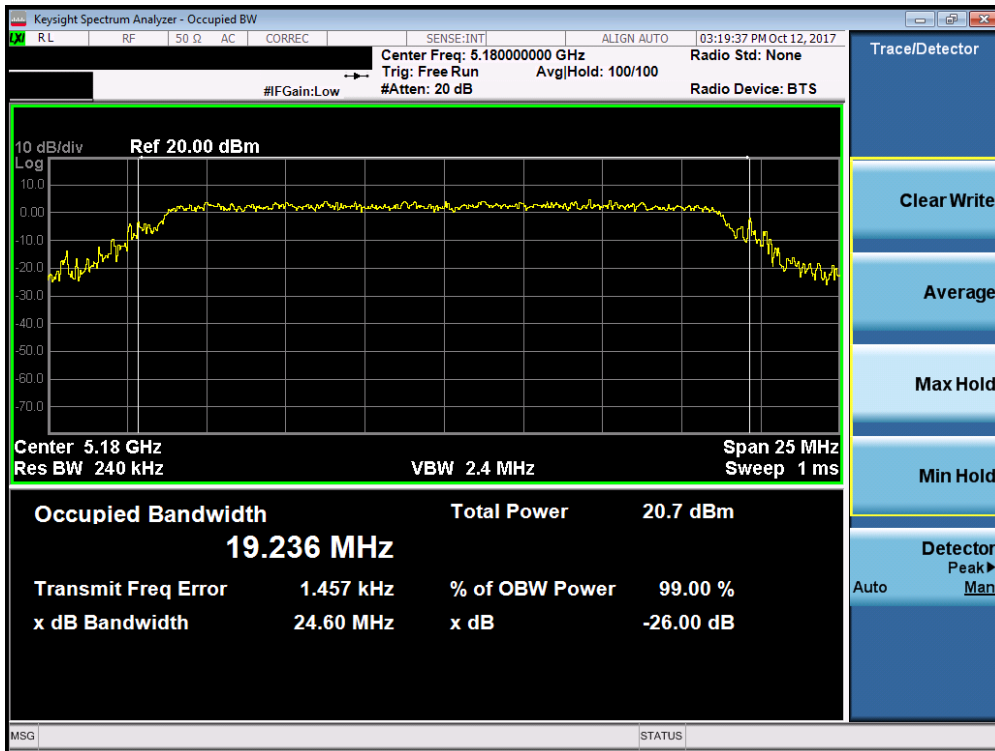 Keysight Spectrum Analyzer - Occupied BW
LXI RL RF 50 Ω AC CORREC SENSE:INT ALIGN AUTO 03:19:37 PM Oct 12, 2017
Center Freq: 5.180000000 GHz Radio Std: None
Trig: Free Run Avg|Hold: 100/100
#IFGain:Low #Atten: 20 dB Radio Device: BTS
10 dB/div Ref 20.00 dBm
Log
10.0
0.00
-10.0
-20.0
-30.0
-40.0
-50.0
-60.0
-70.0
Center 5.18 GHz Span 25 MHz
Res BW 240 kHz VBW 2.4 MHz Sweep 1 ms
Occupied Bandwidth Total Power 20.7 dBm
19.236 MHz
Transmit Freq Error 1.457 kHz % of OBW Power 99.00 %
x dB Bandwidth 24.60 MHz x dB -26.00 dB
MSG STATUS
Trace/Detector
Clear Write
Average
Max Hold
Min Hold
Detector
Peak▶
Auto Man